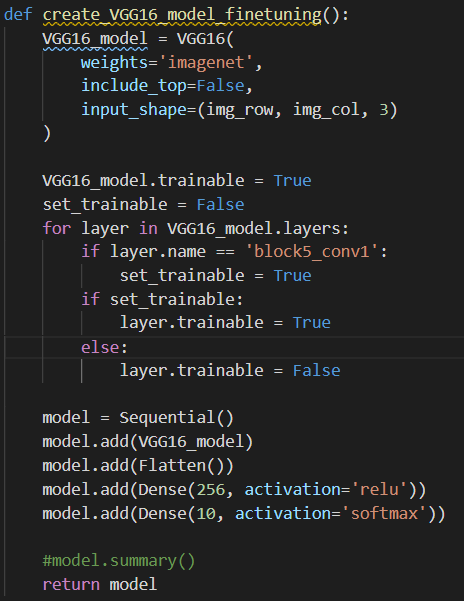 def create_VGG16_model_finetuning():
    VGG16_model = VGG16(
        weights='imagenet',
        include_top=False,
        input_shape=(img_row, img_col, 3)
    )

    VGG16_model.trainable = True
    set_trainable = False
    for layer in VGG16_model.layers:
        if layer.name == 'block5_conv1':
            set_trainable = True
        if set_trainable:
            layer.trainable = True
        else:
            layer.trainable = False

    model = Sequential()
    model.add(VGG16_model)
    model.add(Flatten())
    model.add(Dense(256, activation='relu'))
    model.add(Dense(10, activation='softmax'))

    #model.summary()
    return model